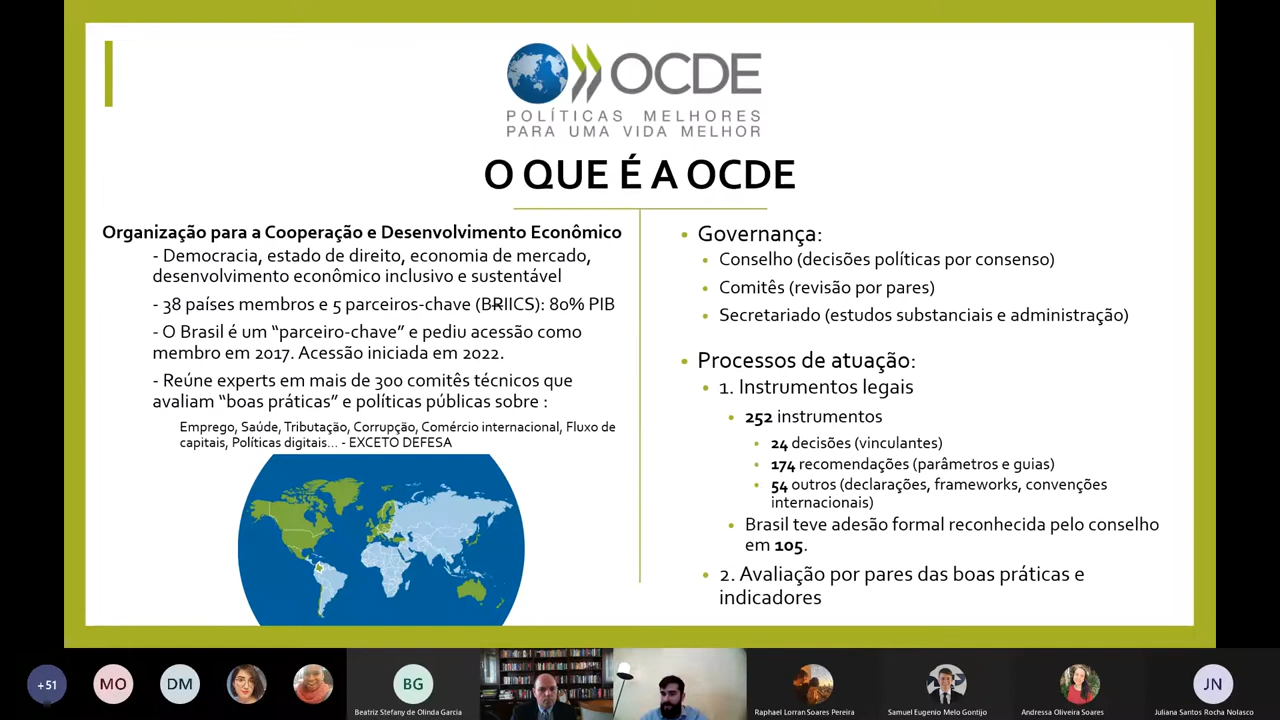 OCDE
POLÍTICAS MELHORES
PARA UMA VIDA MELHOR
O QUE É A OCDE
Organização para a Cooperação e Desenvolvimento Econômico
- Democracia, estado de direito, economia de mercado,
desenvolvimento econômico inclusivo e sustentável
- 38 países membros e 5 parceiros-chave (BRIICS): 80% PIB
- O Brasil é um “parceiro-chave” e pediu acessão como
membro em 2017. Acessão iniciada em 2022.
- Reúne experts em mais de 300 comitês técnicos que
avaliam “boas práticas” e políticas públicas sobre :
Emprego, Saúde, Tributação, Corrupção, Comércio internacional, Fluxo de
capitais, Políticas digitais... - EXCETO DEFESA
• Governança:
• Conselho (decisões políticas por consenso)
• Comitês (revisão por pares)
• Secretariado (estudos substanciais e administração)
• Processos de atuação:
• 1. Instrumentos legais
• 252 instrumentos
• 24 decisões (vinculantes)
• 174 recomendações (parâmetros e guias)
• 54 outros (declarações, frameworks, convenções
internacionais)
• Brasil teve adesão formal reconhecida pelo conselho
em 105.
• 2. Avaliação por pares das boas práticas e
indicadores
+51
MO
DM
BG
JN
Beatriz Stefany de Olinda Garcia
Raphael Lorran Soares Pereira
Samuel Eugenio Melo Gontijo
Andressa Oliveira Soares
Juliana Santos Rocha Nolasco